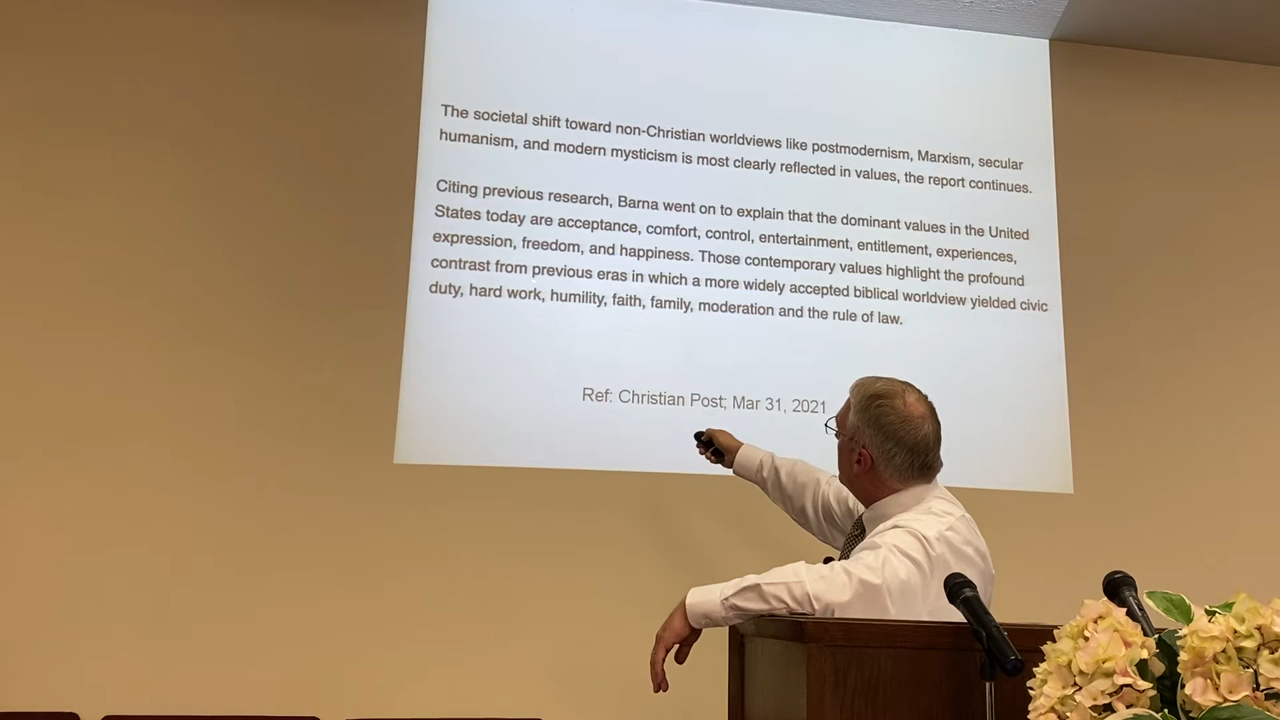 The societal shift toward non-Christian worldviews like postmodernism, Marxism, secular
humanism, and modern mysticism is most clearly reflected in values, the report continues.
Citing previous research, Barna went on to explain that the dominant values in the United
States today are acceptance, comfort, control, entertainment, entitlement, experiences,
expression, freedom, and happiness. Those contemporary values highlight the profound
contrast from previous eras in which a more widely accepted biblical worldview yielded civic
duty, hard work, humility, faith, family, moderation and the rule of law.
Ref: Christian Post; Mar 31, 2021